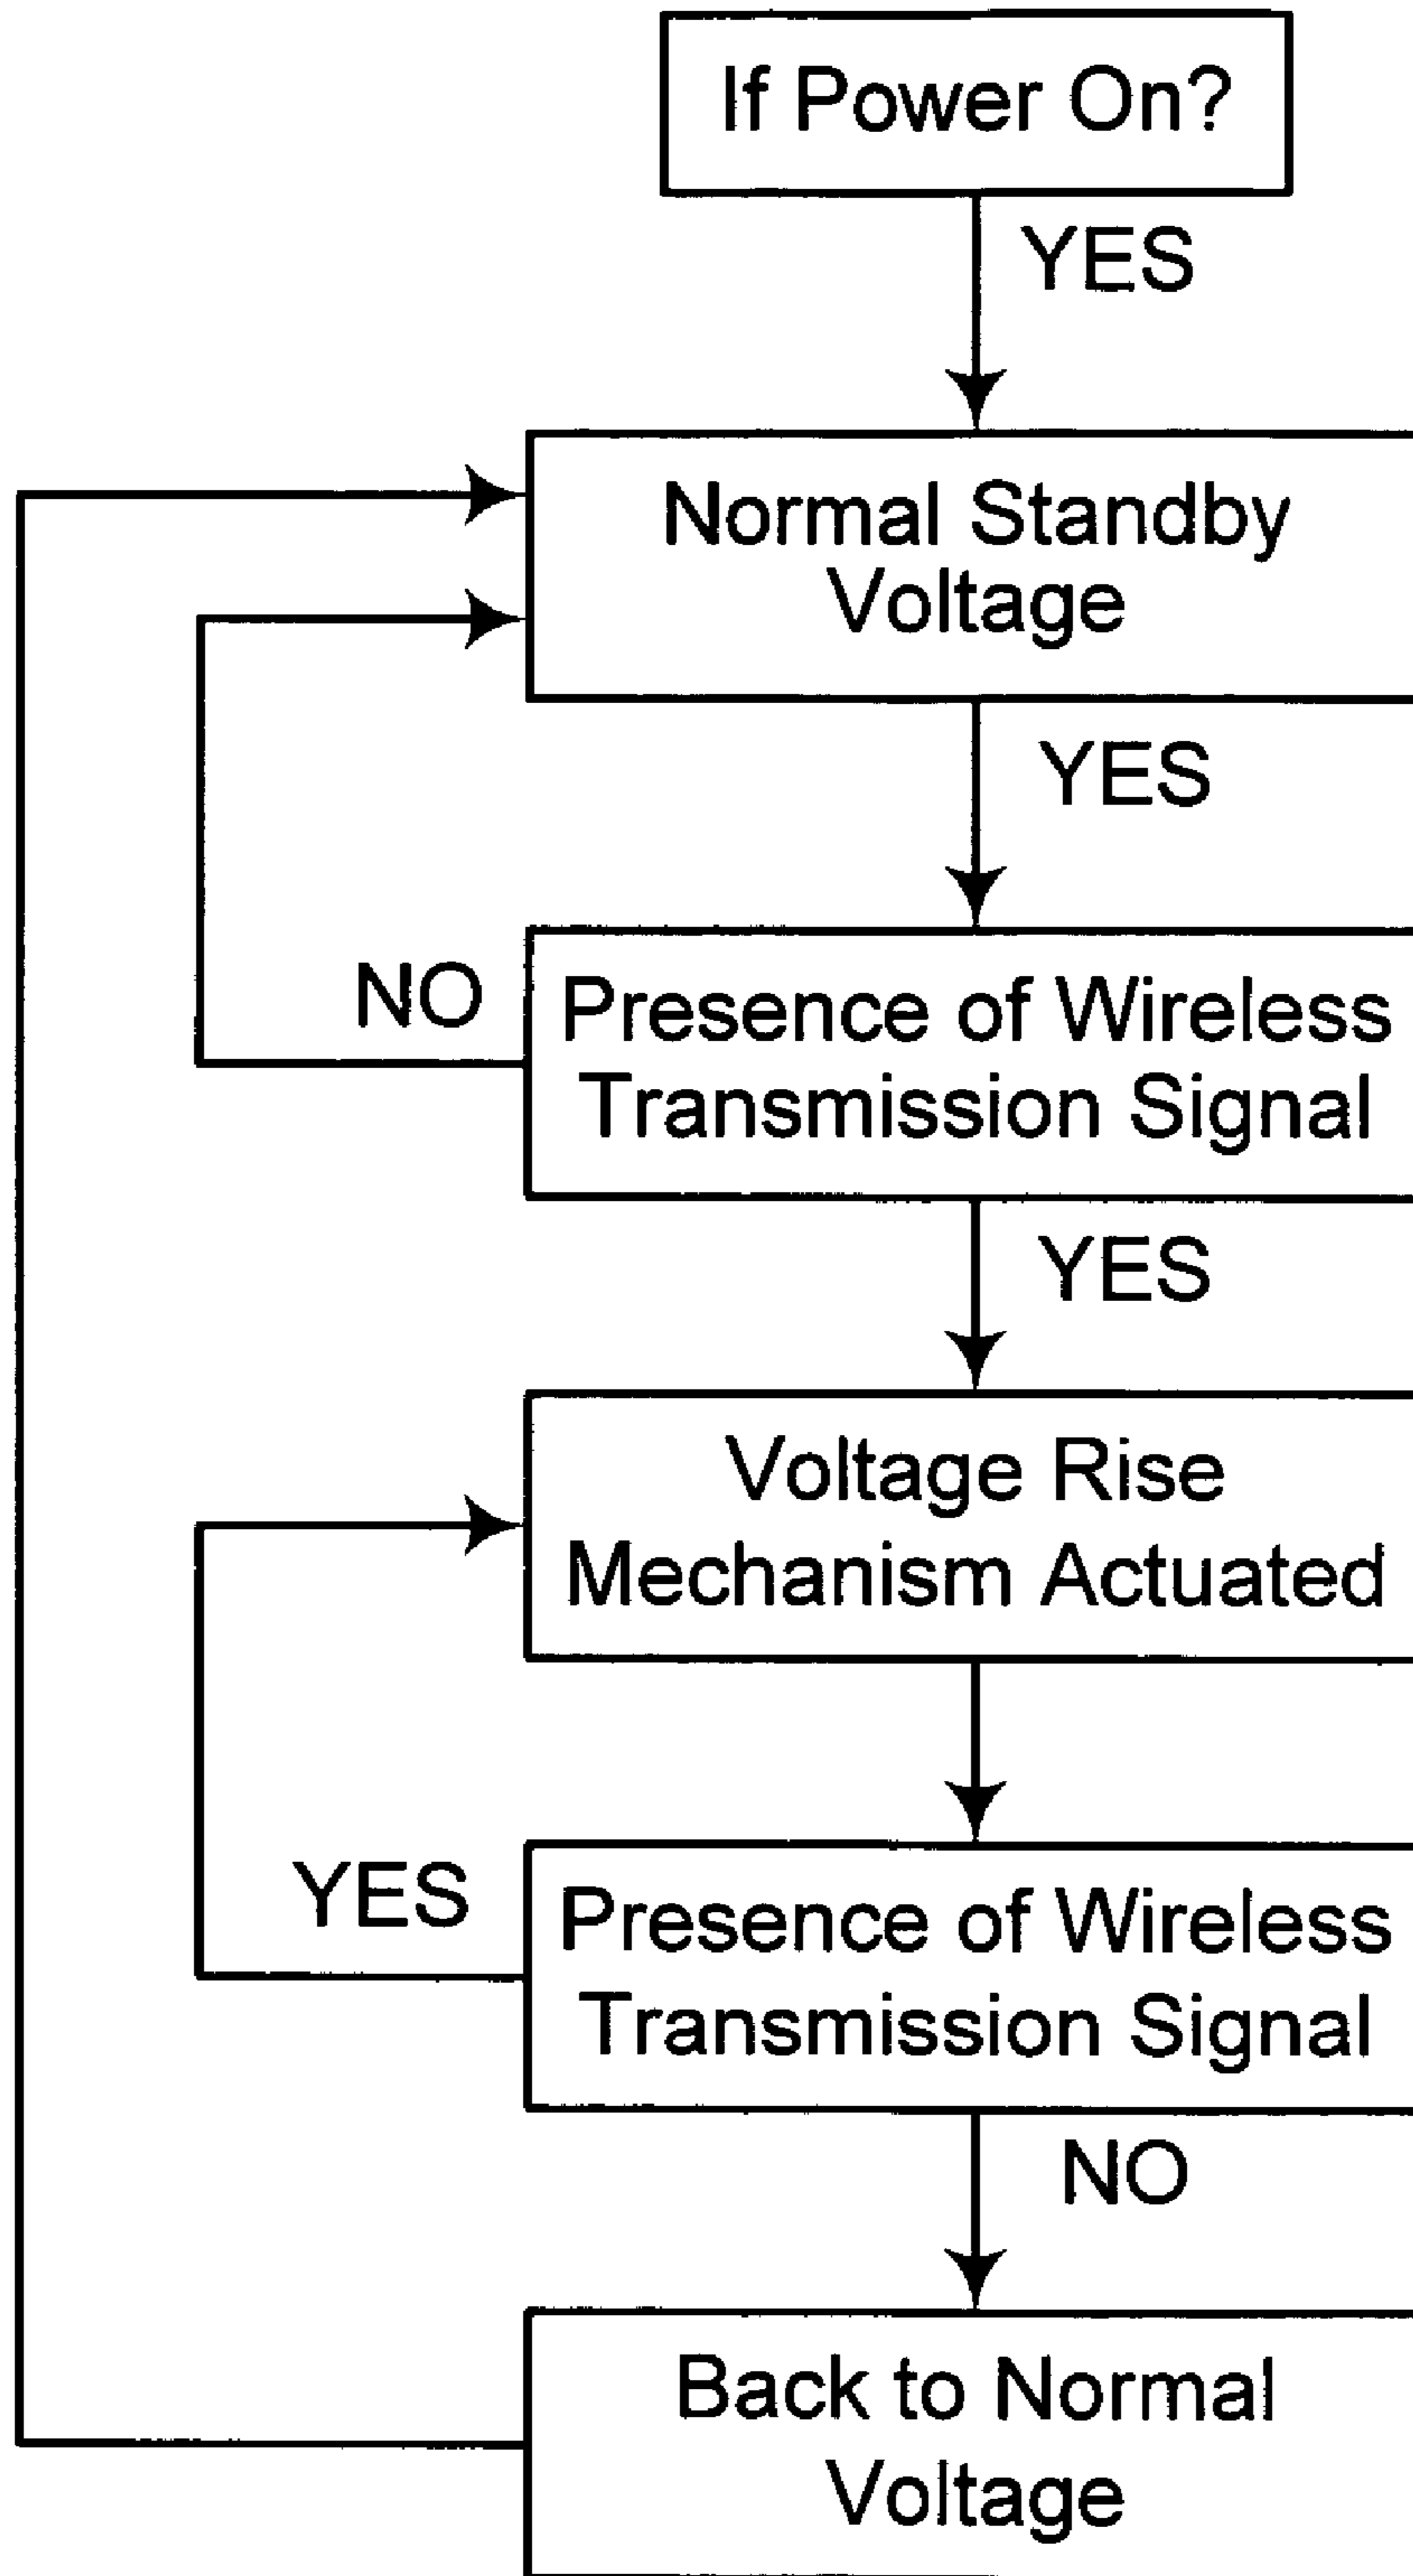 If Power On?
YES
Normal Standby
Voltage
YES
NO
Presence of Wireless
Transmission Signal
YES
Voltage Rise
Mechanism Actuated
YES
Presence of Wireless
Transmission Signal
NO
Back to Normal
Voltage